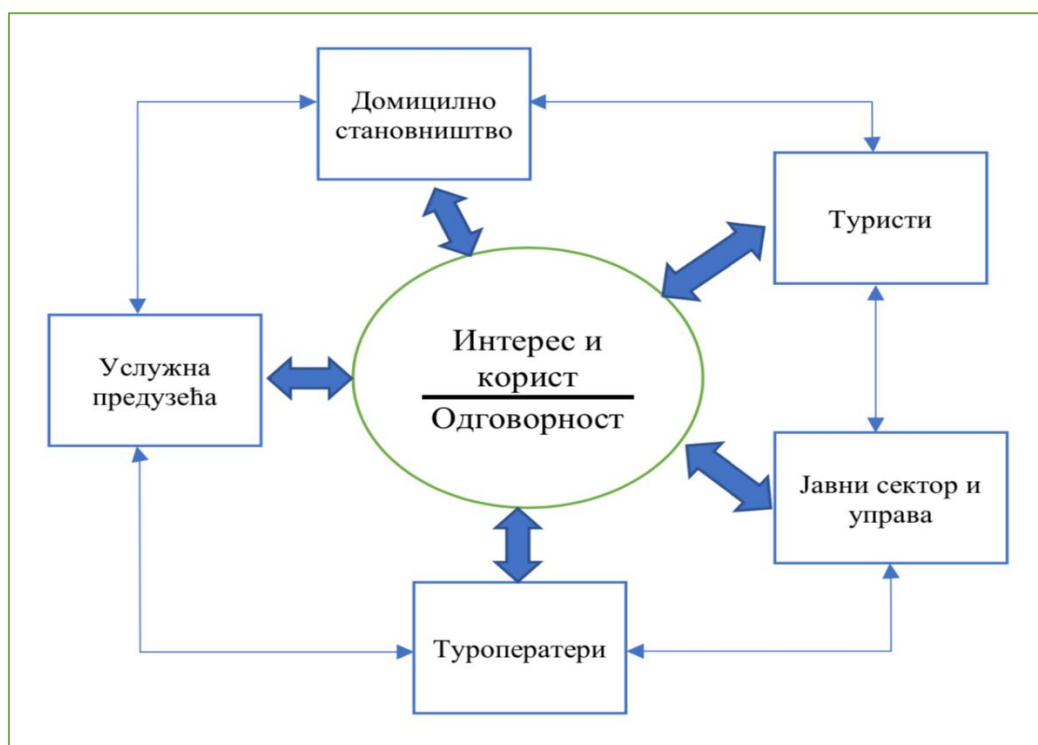 Домицилно
становништво
Туристи
Услужна
предузећа
Интерес и
корист
Одговорност
Јавни сектор и
управа
Туроператери